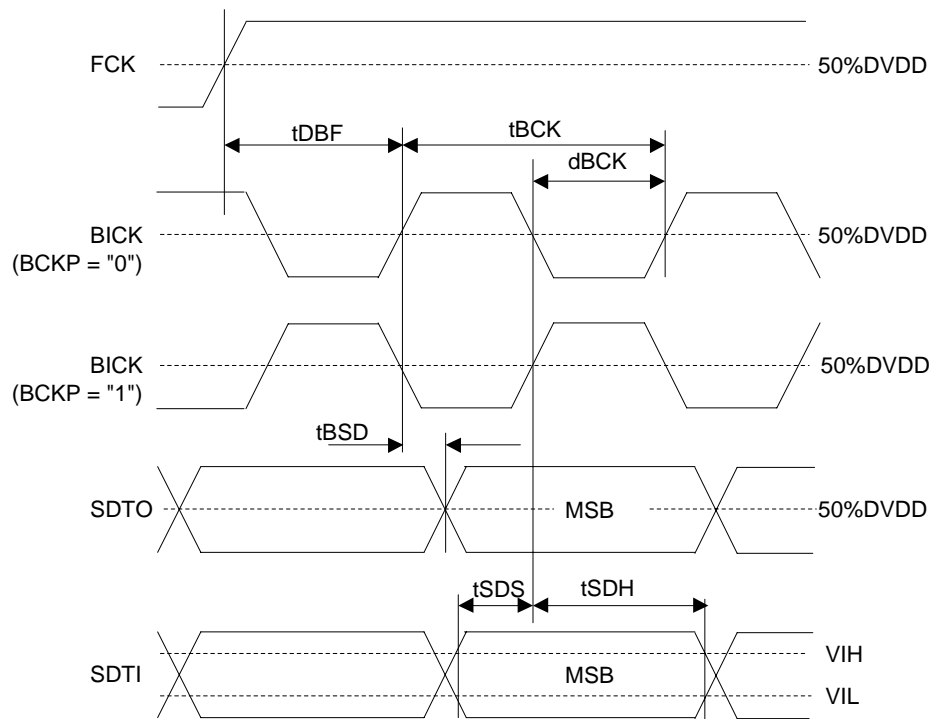 FCK
50%DVDD
tDBF
tBCK
dBCK
BICK
(BCKP = "0")
50%DVDD
BICK
(BCKP = "1")
50%DVDD
tBSD
SDTO
MSB
50%DVDD
tSDS
tSDH
SDTI
MSB
VIH
VIL